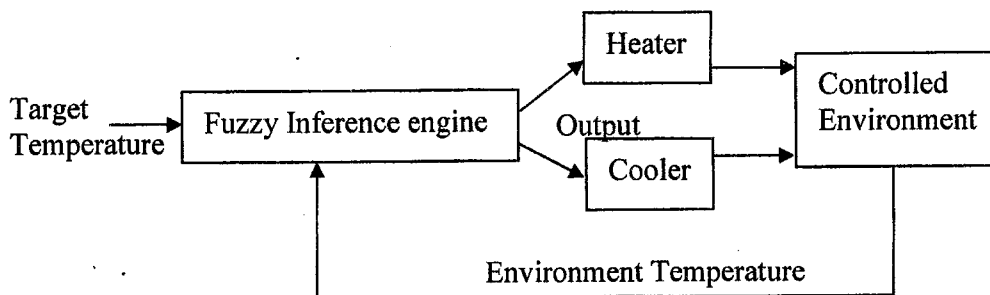 Heater
Target
Temperature
Fuzzy Inference engine
Output
Controlled
Environment
Cooler
Environment Temperature